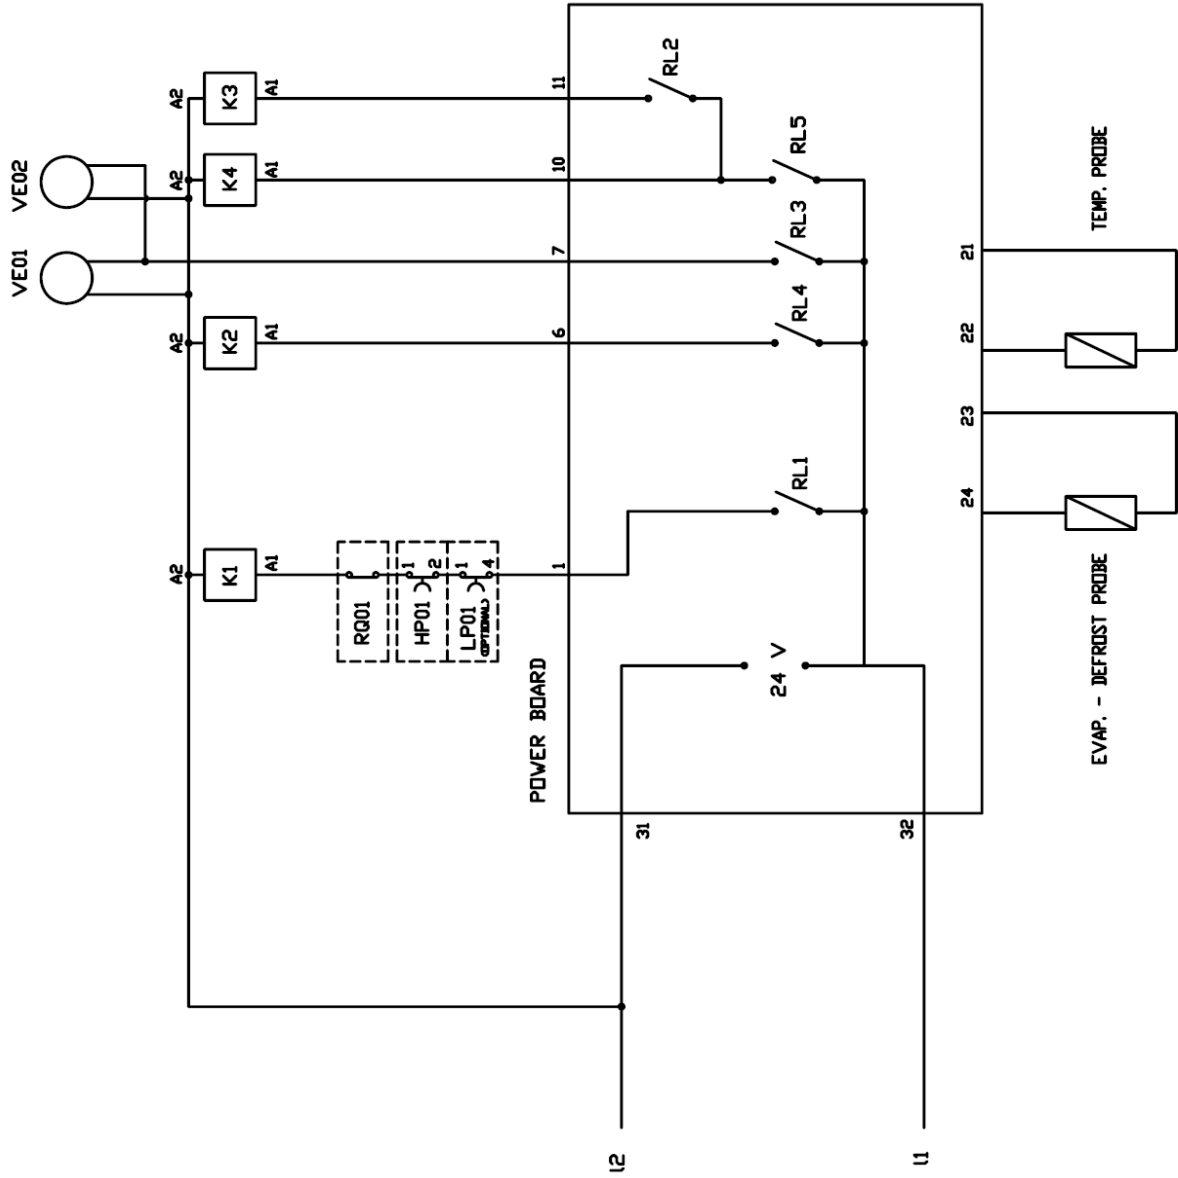 VE02
VE01
A2
K3
A1
11
RL2
A2
K4
A1
10
RL5
7
RL3
A2
K2
A1
6
RL4
21
TEMP. PROBE
22
23
24
EVAP. - DEFROST PROBE
A2
K1
A1
RQ01
1
2
HP01
1
4
LP01
(OPTIONAL)
1
RL1
24 V
POWER BOARD
31
32
l2
l1